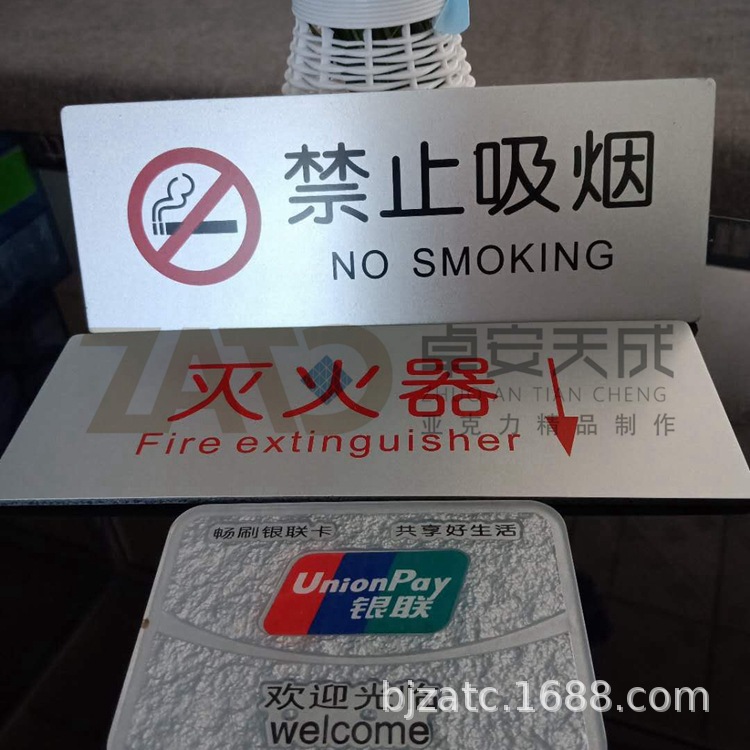 禁止吸烟
NO SMOKING
ZATC 卓安天成
灭火器
ZHUO AN TIAN CHENG
Fire extinguisher
亚克力精品制作
畅刷银联卡 共享好生活
UnionPay
银联
欢迎光临
bjzatc.1688.com
welcome